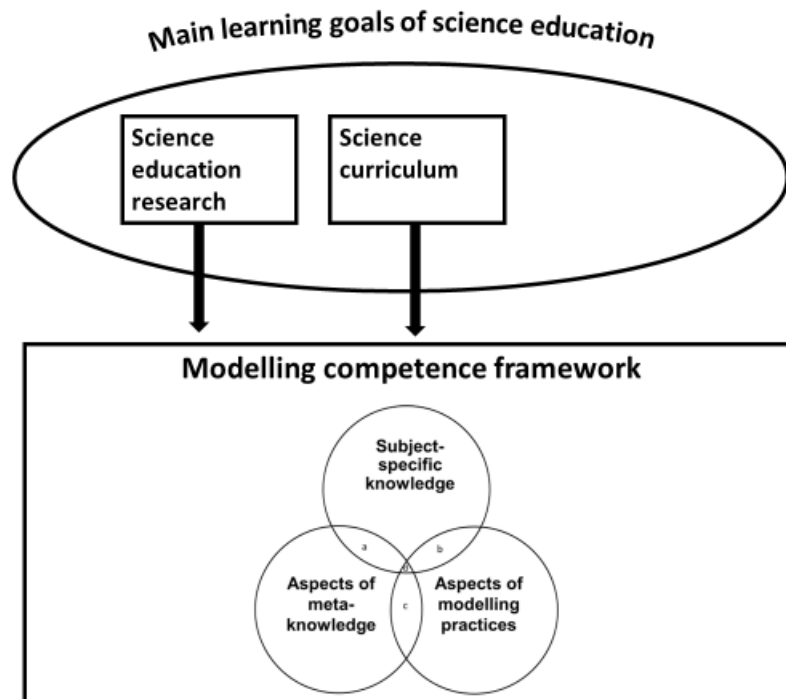 Main learning goals of science education
Science
education
research
Science
curriculum
Modelling competence framework
Subject-
specific
knowledge
a
b
d
Aspects of
meta-
knowledge
c
Aspects of
modelling
practices